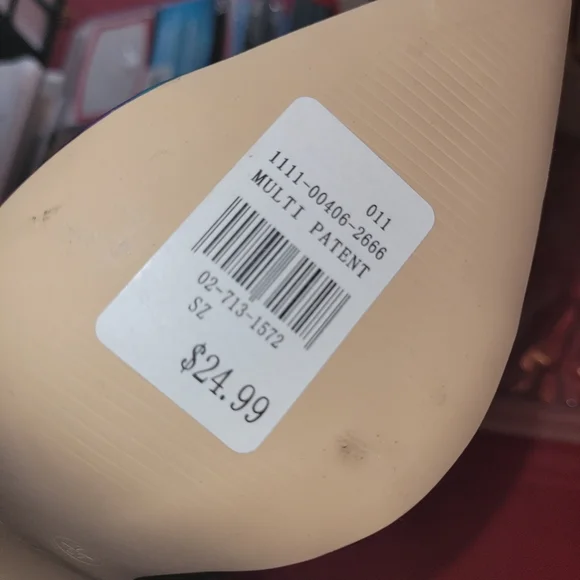 011
1111-00406-2666
MULTI PATENT
02-713-1572
SZ
$24.99